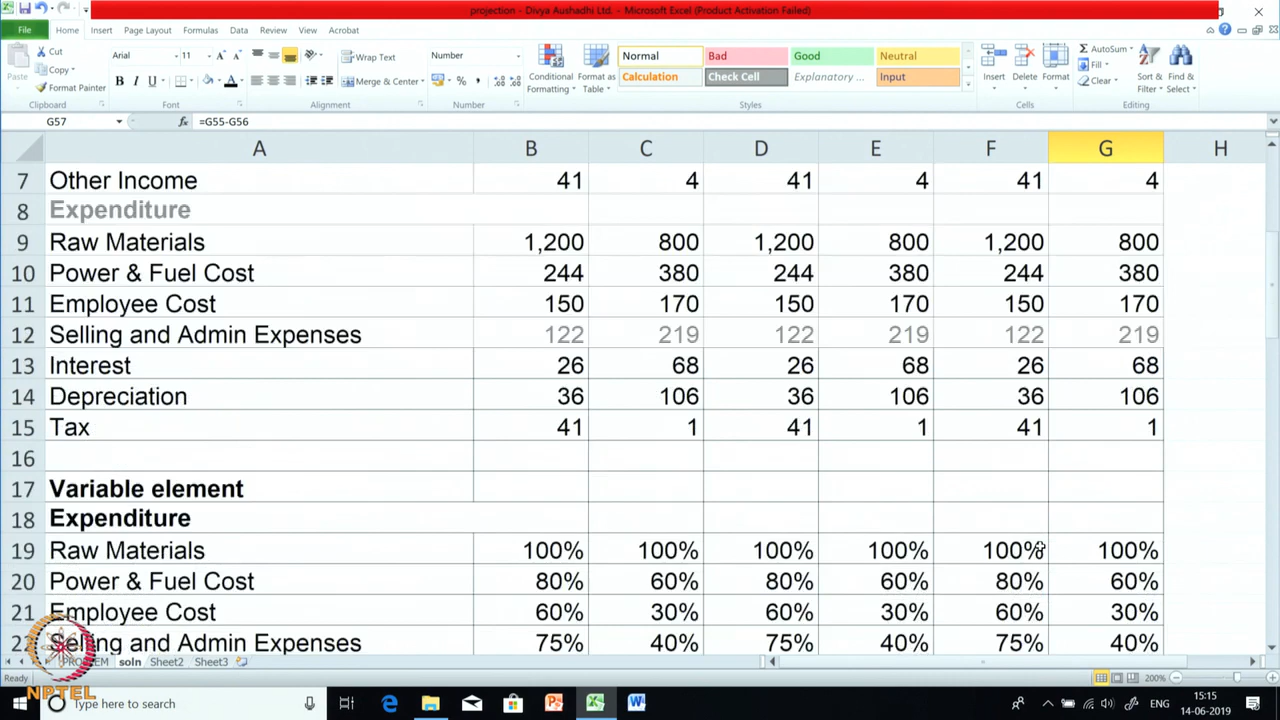 projection - Divya Aushadhi Ltd. - Microsoft Excel (Product Activation Failed)
File Home Insert Page Layout Formulas Data Review View Acrobat
Paste Cut Copy Format Painter Clipboard
Arial 11 A A B I U A Font
Wrap Text Merge & Center Alignment
Number % , Number
Conditional Formatting Format as Table
Normal Bad Good Neutral
Calculation Check Cell Explanatory ... Input
Styles
Insert Delete Format Cells
AutoSum Fill Clear Sort & Filter Find & Select Editing
G57 fx =G55-G56
A B C D E F G H
7 Other Income 41 4 41 4 41 4
8 Expenditure
9 Raw Materials 1,200 800 1,200 800 1,200 800
10 Power & Fuel Cost 244 380 244 380 244 380
11 Employee Cost 150 170 150 170 150 170
12 Selling and Admin Expenses 122 219 122 219 122 219
13 Interest 26 68 26 68 26 68
14 Depreciation 36 106 36 106 36 106
15 Tax 41 1 41 1 41 1
16
17 Variable element
18 Expenditure
19 Raw Materials 100% 100% 100% 100% 100% 100%
20 Power & Fuel Cost 80% 60% 80% 60% 80% 60%
21 Employee Cost 60% 30% 60% 30% 60% 30%
Selling and Admin Expenses 75% 40% 75% 40% 75% 40%
soln Sheet2 Sheet3
Ready 200%
NPTEL
Type here to search ENG 15:15
14-06-2019